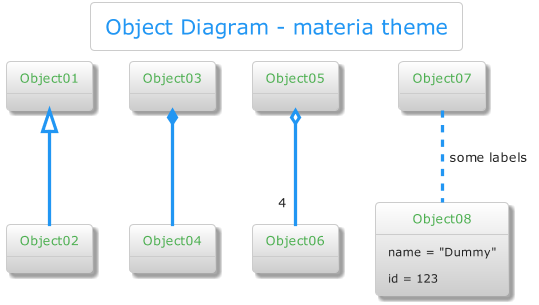 Object Diagram - materia theme
Object01
Object03
Object05
Object07
some labels
4
Object02
Object04
Object06
Object08
name = "Dummy"
id = 123